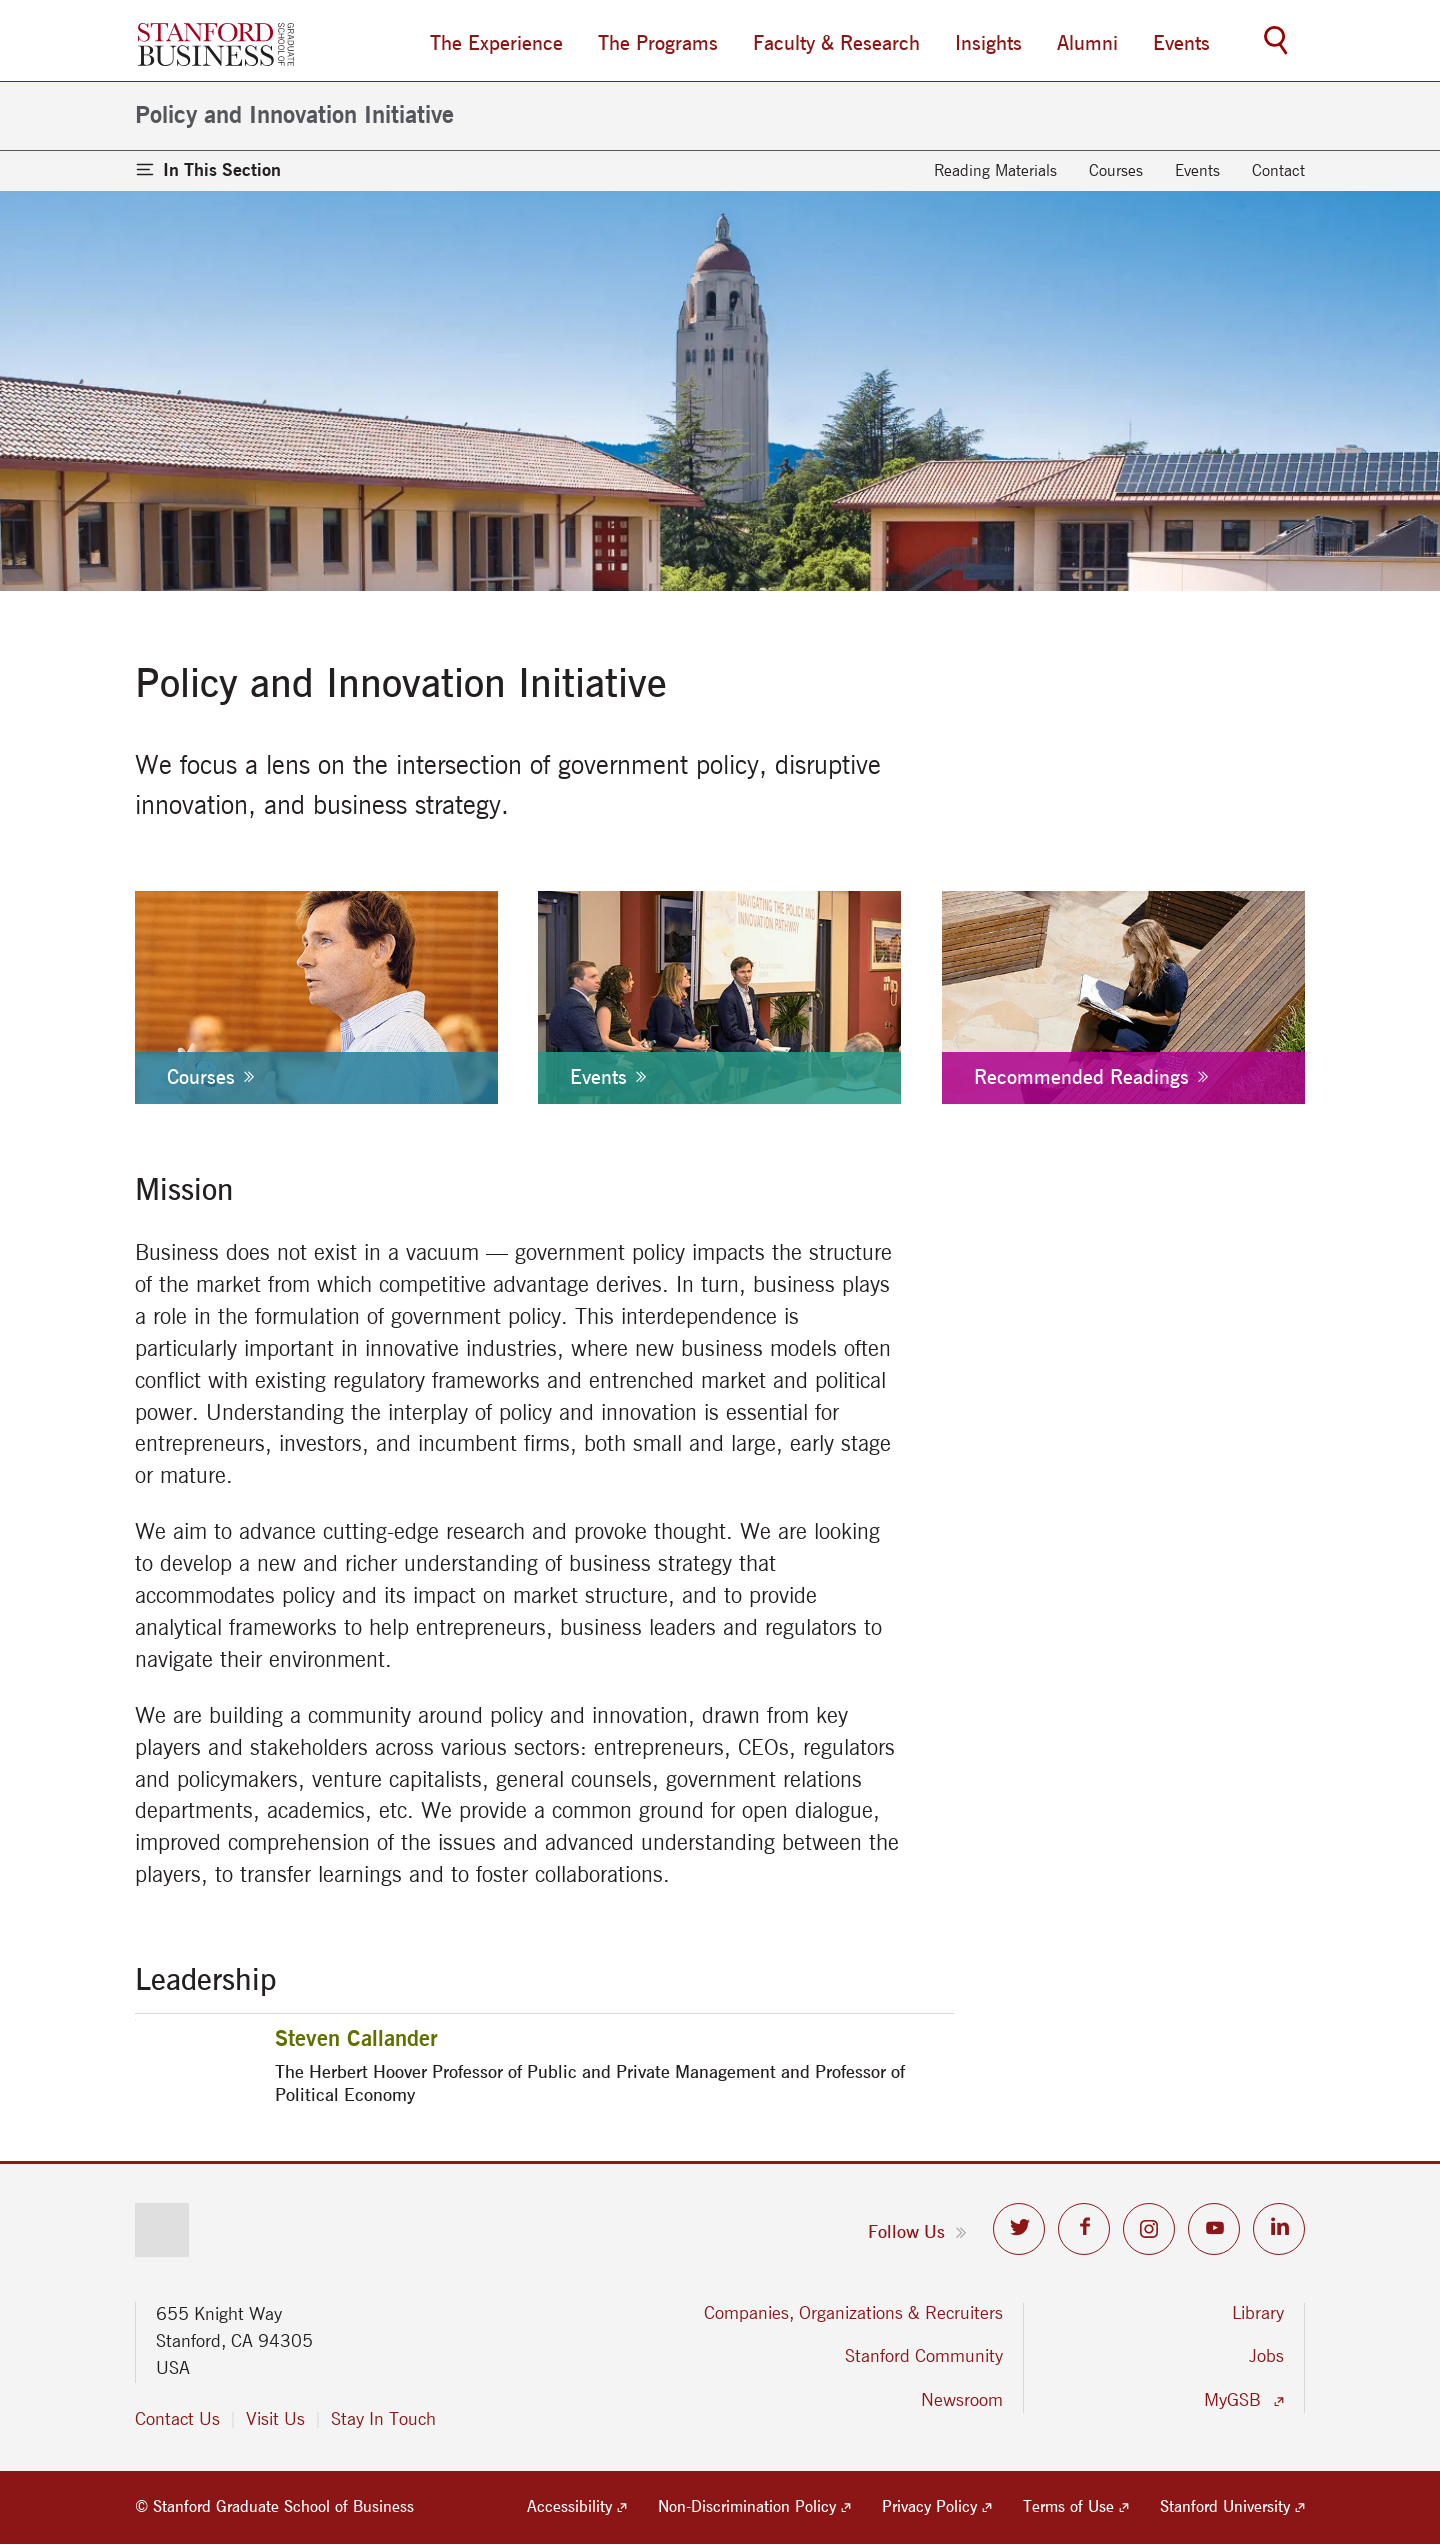 STANFORD
BUSINESS
GRADUATE
SCHOOL OF
The Experience
The Programs
Faculty & Research
Insights
Alumni
Events
Policy and Innovation Initiative
In This Section
Reading Materials
Courses
Events
Contact
Policy and Innovation Initiative
We focus a lens on the intersection of government policy, disruptive
innovation, and business strategy.
Courses »
NAVIGATING THE POLICY AND
INNOVATION PATHWAY
Events »
Recommended Readings »
Mission
Business does not exist in a vacuum — government policy impacts the structure
of the market from which competitive advantage derives. In turn, business plays
a role in the formulation of government policy. This interdependence is
particularly important in innovative industries, where new business models often
conflict with existing regulatory frameworks and entrenched market and political
power. Understanding the interplay of policy and innovation is essential for
entrepreneurs, investors, and incumbent firms, both small and large, early stage
or mature.
We aim to advance cutting-edge research and provoke thought. We are looking
to develop a new and richer understanding of business strategy that
accommodates policy and its impact on market structure, and to provide
analytical frameworks to help entrepreneurs, business leaders and regulators to
navigate their environment.
We are building a community around policy and innovation, drawn from key
players and stakeholders across various sectors: entrepreneurs, CEOs, regulators
and policymakers, venture capitalists, general counsels, government relations
departments, academics, etc. We provide a common ground for open dialogue,
improved comprehension of the issues and advanced understanding between the
players, to transfer learnings and to foster collaborations.
Leadership
Steven Callander
The Herbert Hoover Professor of Public and Private Management and Professor of
Political Economy
Follow Us »
655 Knight Way
Stanford, CA 94305
USA
Contact Us | Visit Us | Stay In Touch
Companies, Organizations & Recruiters
Stanford Community
Newsroom
Library
Jobs
MyGSB
© Stanford Graduate School of Business
Accessibility
Non-Discrimination Policy
Privacy Policy
Terms of Use
Stanford University